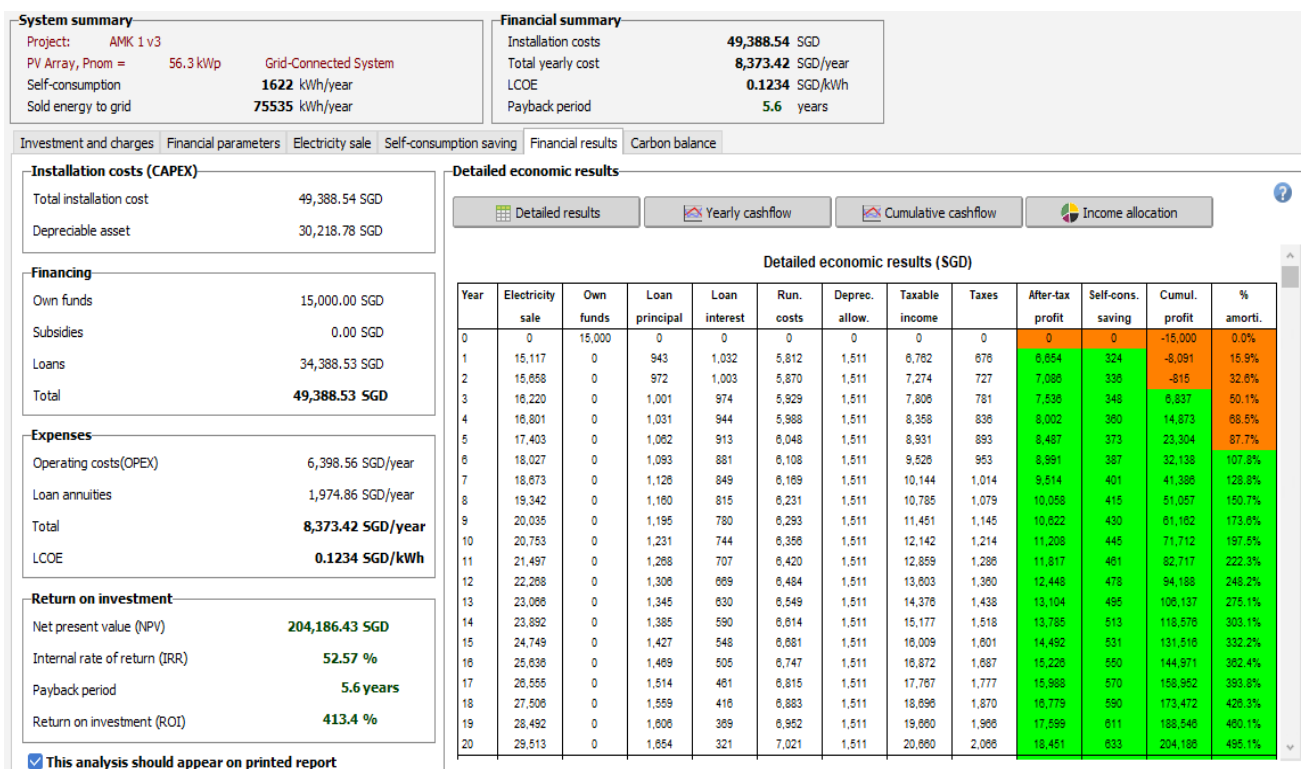 System summary
Project: AMK 1 v3
PV Array, Pnom = 56.3 kWp Grid-Connected System
Self-consumption 1622 kWh/year
Sold energy to grid 75535 kWh/year
Financial summary
Installation costs 49,388.54 SGD
Total yearly cost 8,373.42 SGD/year
LCOE 0.1234 SGD/kWh
Payback period 5.6 years
Investment and charges Financial parameters Electricity sale Self-consumption saving Financial results Carbon balance
Installation costs (CAPEX)
Total installation cost 49,388.54 SGD
Depreciable asset 30,218.78 SGD
Financing
Own funds 15,000.00 SGD
Subsidies 0.00 SGD
Loans 34,388.53 SGD
Total 49,388.53 SGD
Expenses
Operating costs(OPEX) 6,398.56 SGD/year
Loan annuities 1,974.86 SGD/year
Total 8,373.42 SGD/year
LCOE 0.1234 SGD/kWh
Return on investment
Net present value (NPV) 204,186.43 SGD
Internal rate of return (IRR) 52.57 %
Payback period 5.6 years
Return on investment (ROI) 413.4 %
This analysis should appear on printed report
Detailed economic results
?
Detailed results Yearly cashflow Cumulative cashflow Income allocation
Detailed economic results (SGD)
Year Electricity Own Loan Loan Run. Deprec. Taxable Taxes After-tax Self-cons. Cumul. %
sale funds principal interest costs allow. income profit saving profit amorti.
0 0 15,000 0 0 0 0 0 0 0 0 -15,000 0.0%
1 15,117 0 943 1,032 5,812 1,511 6,762 676 6,654 324 -8,091 15.9%
2 15,658 0 972 1,003 5,870 1,511 7,274 727 7,086 336 -815 32.6%
3 16,220 0 1,001 974 5,929 1,511 7,806 781 7,536 348 6,837 50.1%
4 16,801 0 1,031 944 5,988 1,511 8,358 836 8,002 360 14,873 68.5%
5 17,403 0 1,062 913 6,048 1,511 8,931 893 8,487 373 23,304 87.7%
6 18,027 0 1,093 881 6,108 1,511 9,526 953 8,991 387 32,138 107.8%
7 18,673 0 1,126 849 6,169 1,511 10,144 1,014 9,514 401 41,386 128.8%
8 19,342 0 1,160 815 6,231 1,511 10,785 1,079 10,058 415 51,057 150.7%
9 20,035 0 1,195 780 6,293 1,511 11,451 1,145 10,622 430 61,162 173.6%
10 20,753 0 1,231 744 6,356 1,511 12,142 1,214 11,208 445 71,712 197.5%
11 21,497 0 1,268 707 6,420 1,511 12,859 1,286 11,817 461 82,717 222.3%
12 22,268 0 1,306 669 6,484 1,511 13,603 1,360 12,448 478 94,188 248.2%
13 23,066 0 1,345 630 6,549 1,511 14,376 1,438 13,104 495 106,137 275.1%
14 23,892 0 1,385 590 6,614 1,511 15,177 1,518 13,785 513 118,576 303.1%
15 24,749 0 1,427 548 6,681 1,511 16,009 1,601 14,492 531 131,516 332.2%
16 25,636 0 1,469 505 6,747 1,511 16,872 1,687 15,226 550 144,971 362.4%
17 26,555 0 1,514 461 6,815 1,511 17,767 1,777 15,988 570 158,952 393.8%
18 27,506 0 1,559 416 6,883 1,511 18,696 1,870 16,779 590 173,472 426.3%
19 28,492 0 1,606 369 6,952 1,511 19,660 1,966 17,599 611 188,546 460.1%
20 29,513 0 1,654 321 7,021 1,511 20,660 2,066 18,451 633 204,186 495.1%